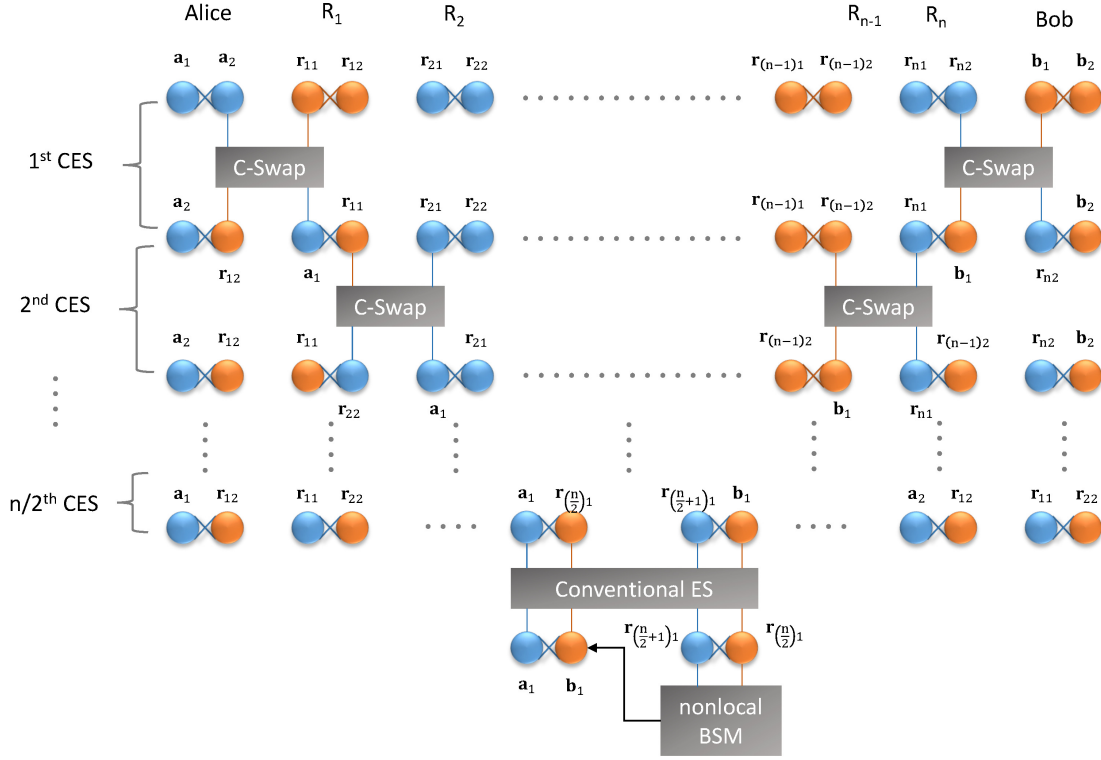 Alice R₁ R₂ Rₙ₋₁ Rₙ Bob
a₁ a₂ r₁₁ r₁₂ r₂₁ r₂₂ r₍ₙ₋₁₎₁ r₍ₙ₋₁₎₂ rₙ₁ rₙ₂ b₁ b₂
1st CES
C-Swap C-Swap
a₂ r₁₁ r₂₁ r₂₂ r₍ₙ₋₁₎₁ r₍ₙ₋₁₎₂ rₙ₁ b₂
r₁₂ a₁ b₁ rₙ₂
2nd CES
C-Swap C-Swap
a₂ r₁₂ r₁₁ r₂₁ r₍ₙ₋₁₎₂ r₍ₙ₋₁₎₂ rₙ₂ b₂
r₂₂ a₁ b₁ rₙ₁
n/2th CES
a₁ r₁₂ r₁₁ r₂₂ a₁ r_(n/2)1 r_(n/2+1)1 b₁ a₂ r₁₂ r₁₁ r₂₂
Conventional ES
r_(n/2+1)1 r_(n/2)1
a₁ b₁
nonlocal
BSM